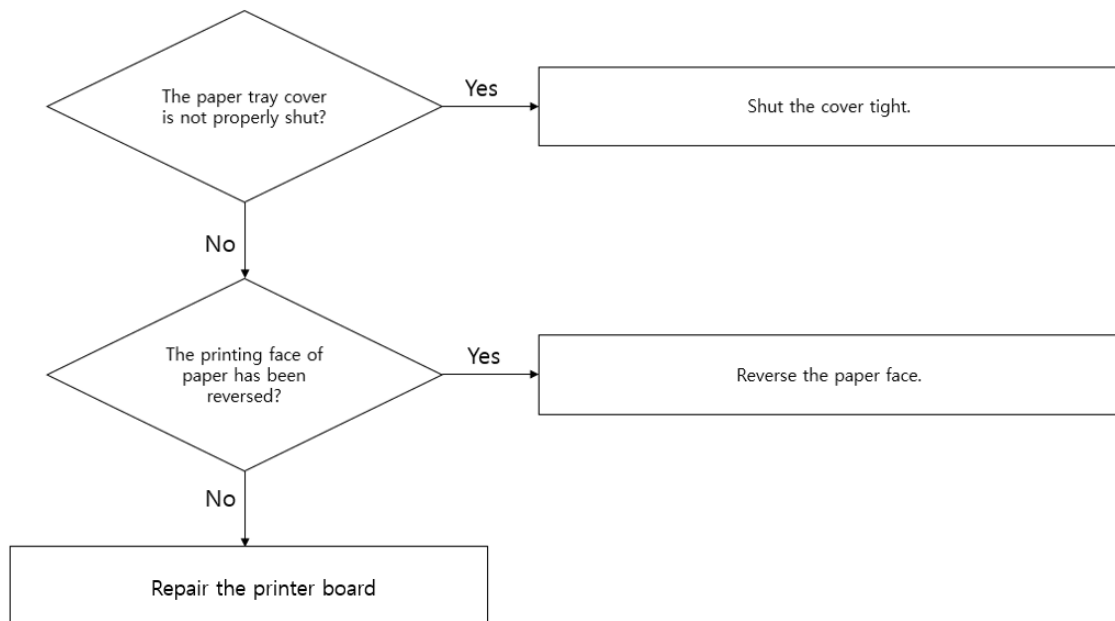 The paper tray cover
is not properly shut?
Yes
Shut the cover tight.
No
The printing face of
paper has been
reversed?
Yes
Reverse the paper face.
No
Repair the printer board